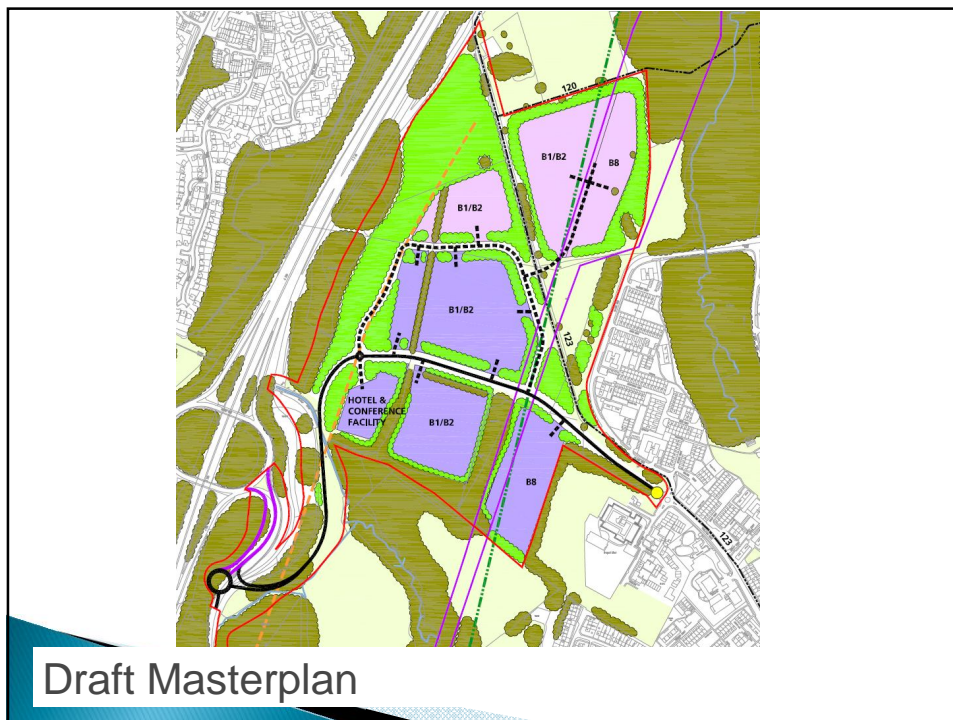 120
B1/B2
B8
B1/B2
B1/B2
123
HOTEL &
CONFERENCE
FACILITY
B1/B2
B8
123
Draft Masterplan